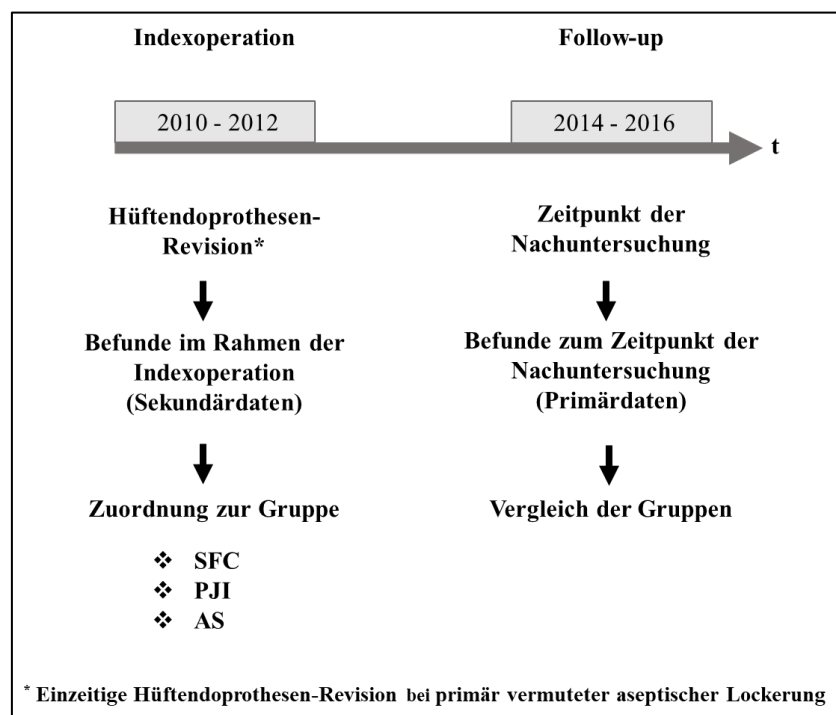 Indexoperation
Follow-up
2010 - 2012
2014 - 2016
t
Hüftendoprothesen-
Revision*
Befunde im Rahmen der
Indexoperation
(Sekundärdaten)
Zuordnung zur Gruppe
❖ SFC
❖ PJI
❖ AS
Zeitpunkt der
Nachuntersuchung
Befunde zum Zeitpunkt der
Nachuntersuchung
(Primärdaten)
Vergleich der Gruppen
* Einzeitige Hüftendoprothesen-Revision bei primär vermuteter aseptischer Lockerung